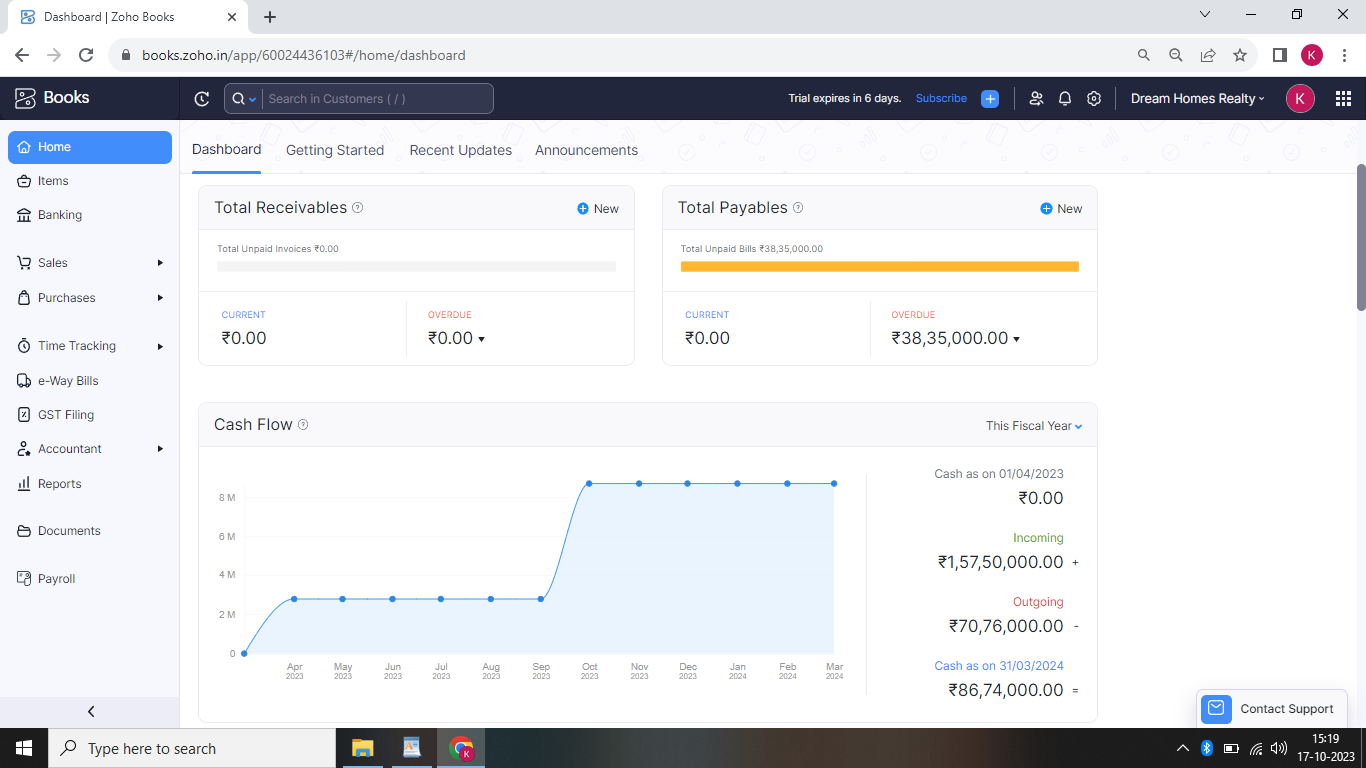 Dashboard | Zoho Books
books.zoho.in/app/60024436103#/home/dashboard
K
Books
Search in Customers ( / )
Trial expires in 6 days.
Subscribe
Dream Homes Realty
K
Home
Items
Banking
Sales
Purchases
Time Tracking
e-Way Bills
GST Filing
Accountant
Reports
Documents
Payroll
Dashboard Getting Started Recent Updates Announcements
Total Receivables
New
Total Unpaid Invoices ₹0.00
CURRENT
₹0.00
OVERDUE
₹0.00
Total Payables
New
Total Unpaid Bills ₹38,35,000.00
CURRENT
₹0.00
OVERDUE
₹38,35,000.00
Cash Flow
This Fiscal Year
8 M
6 M
4 M
2 M
0
Apr May Jun Jul Aug Sep Oct Nov Dec Jan Feb Mar
2023 2023 2023 2023 2023 2023 2023 2023 2023 2024 2024 2024
Cash as on 01/04/2023
₹0.00
Incoming
₹1,57,50,000.00 +
Outgoing
₹70,76,000.00 -
Cash as on 31/03/2024
₹86,74,000.00 =
Contact Support
Type here to search
K
15:19
17-10-2023